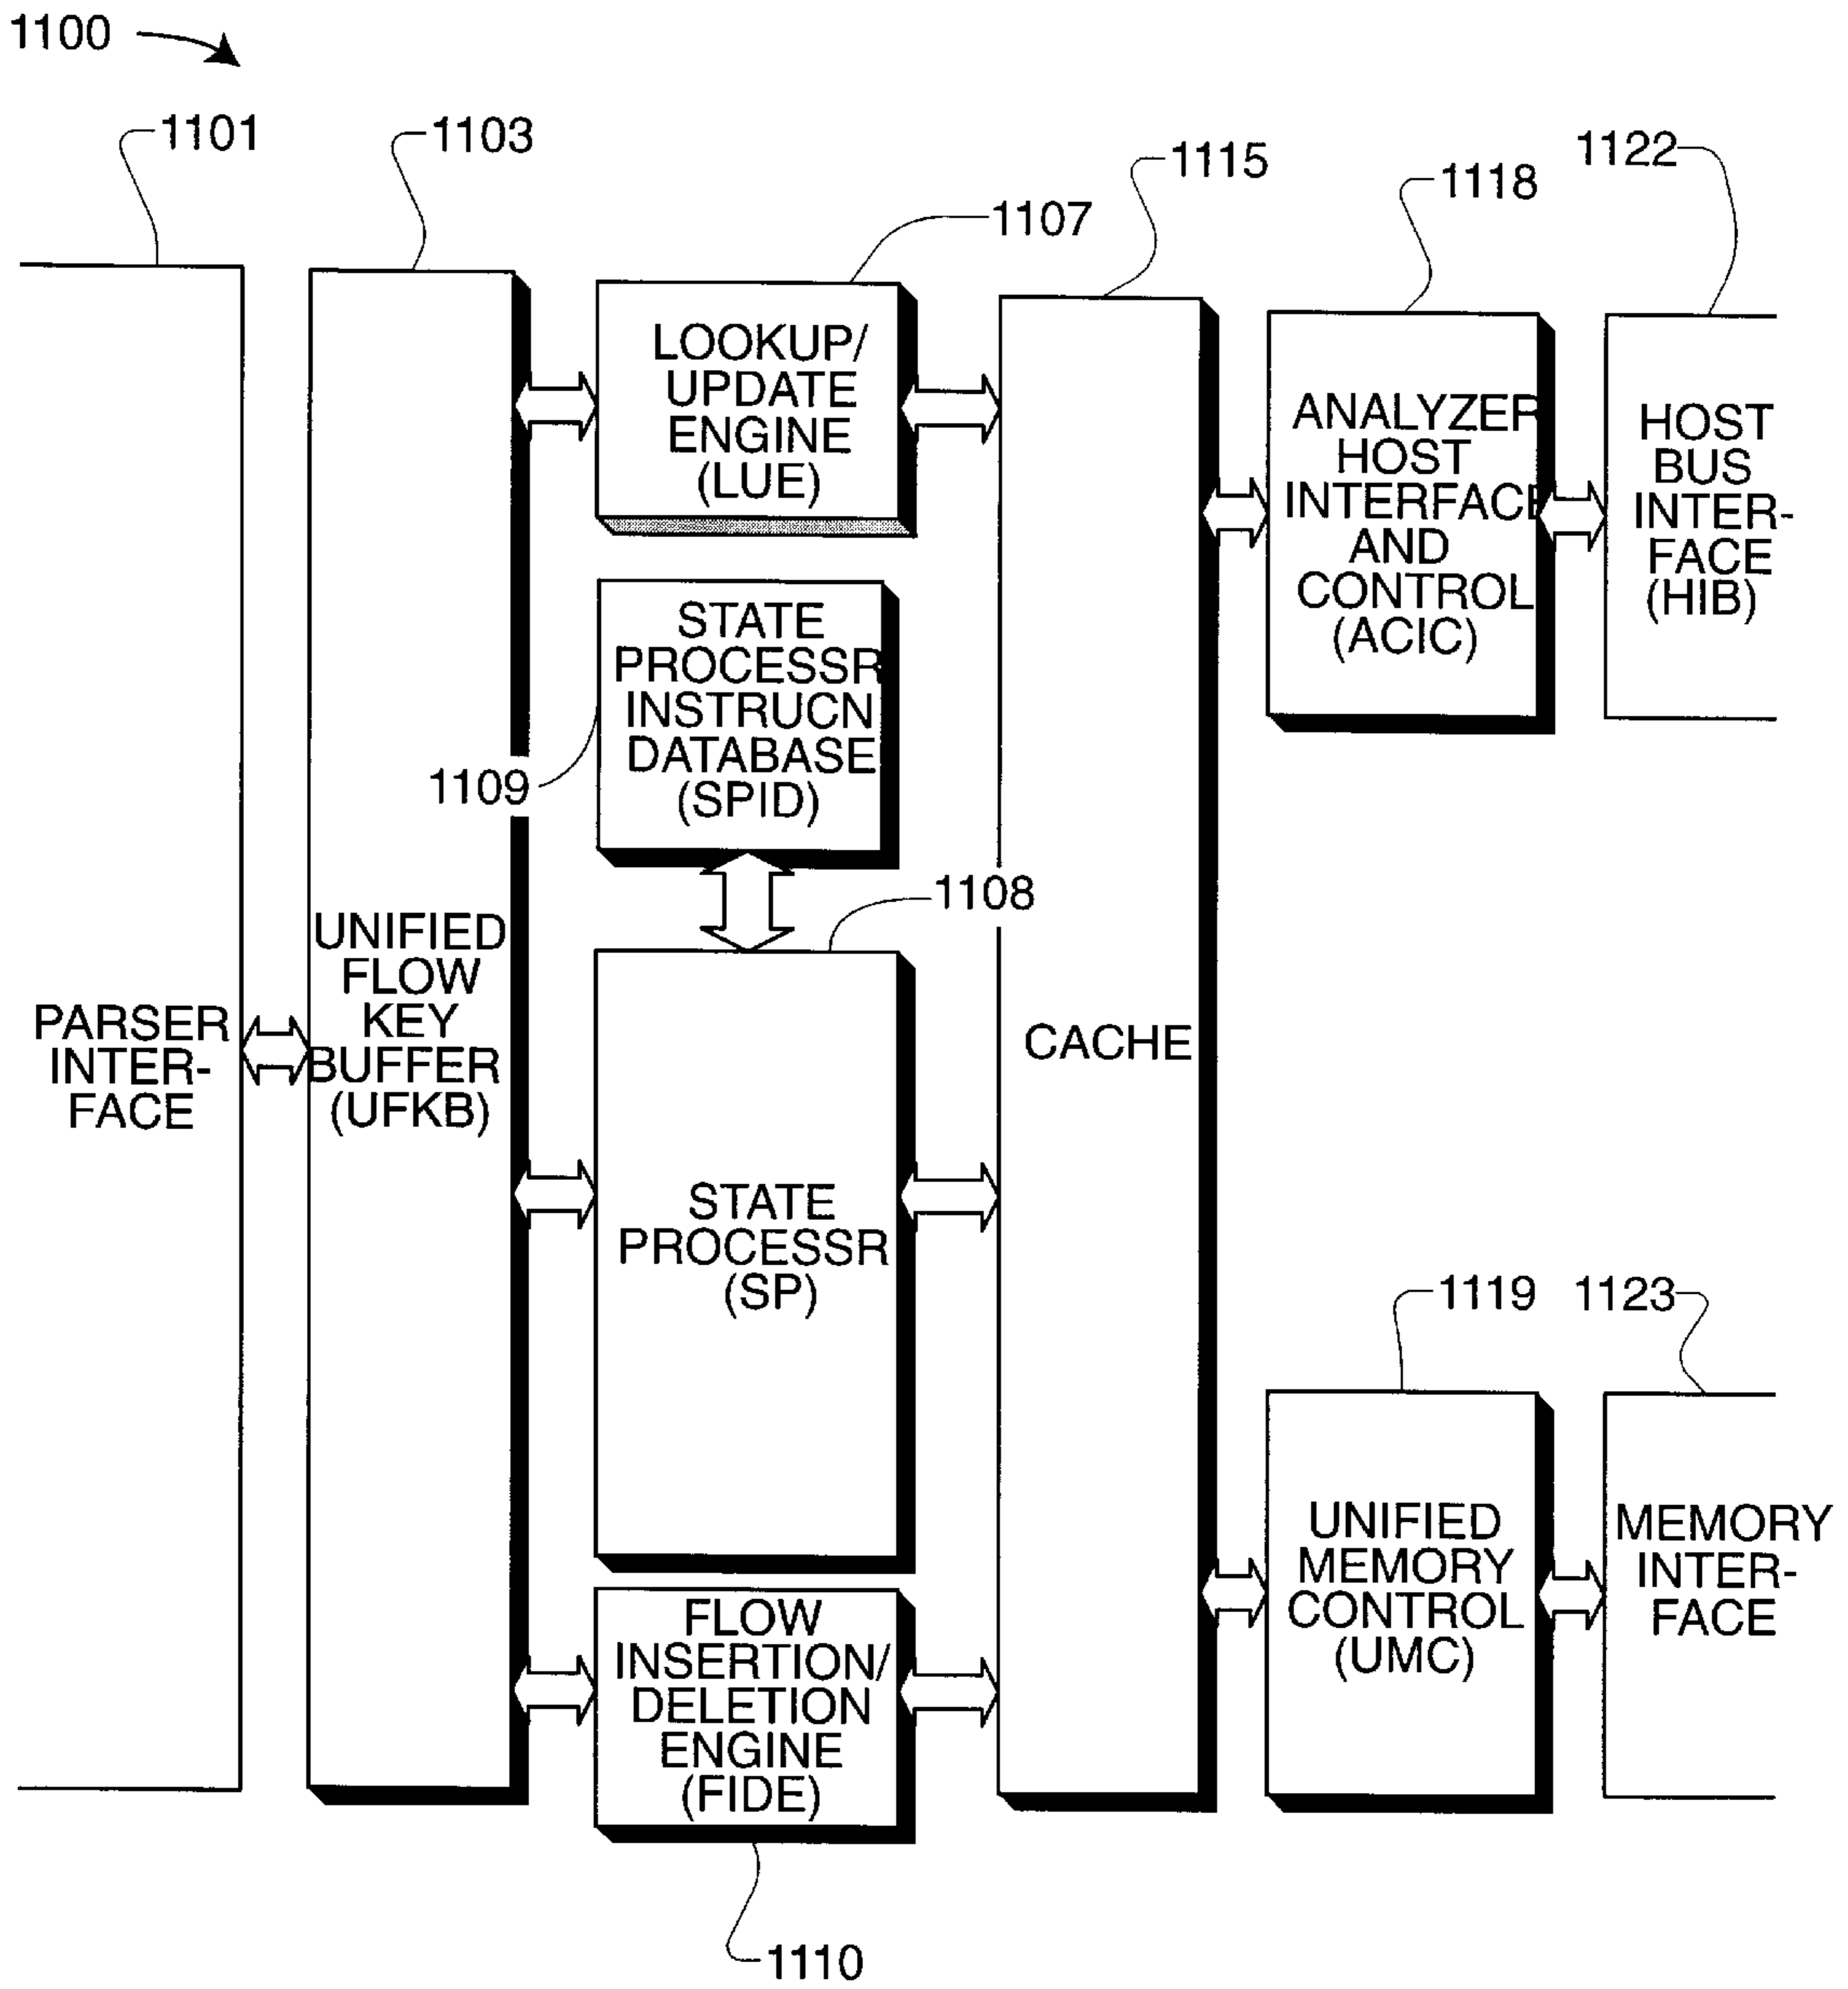 1100
1101
1103
1107
1115
1118
1122
LOOKUP/
UPDATE
ENGINE
(LUE)
ANALYZER
HOST
INTERFACE
AND
CONTROL
(ACIC)
HOST
BUS
INTER-
FACE
(HIB)
STATE
PROCESSR
INSTRUCN
DATABASE
(SPID)
1109
1108
UNIFIED
FLOW
KEY
BUFFER
(UFKB)
PARSER
INTER-
FACE
CACHE
STATE
PROCESSR
(SP)
1119
1123
UNIFIED
MEMORY
CONTROL
(UMC)
MEMORY
INTER-
FACE
FLOW
INSERTION/
DELETION
ENGINE
(FIDE)
1110